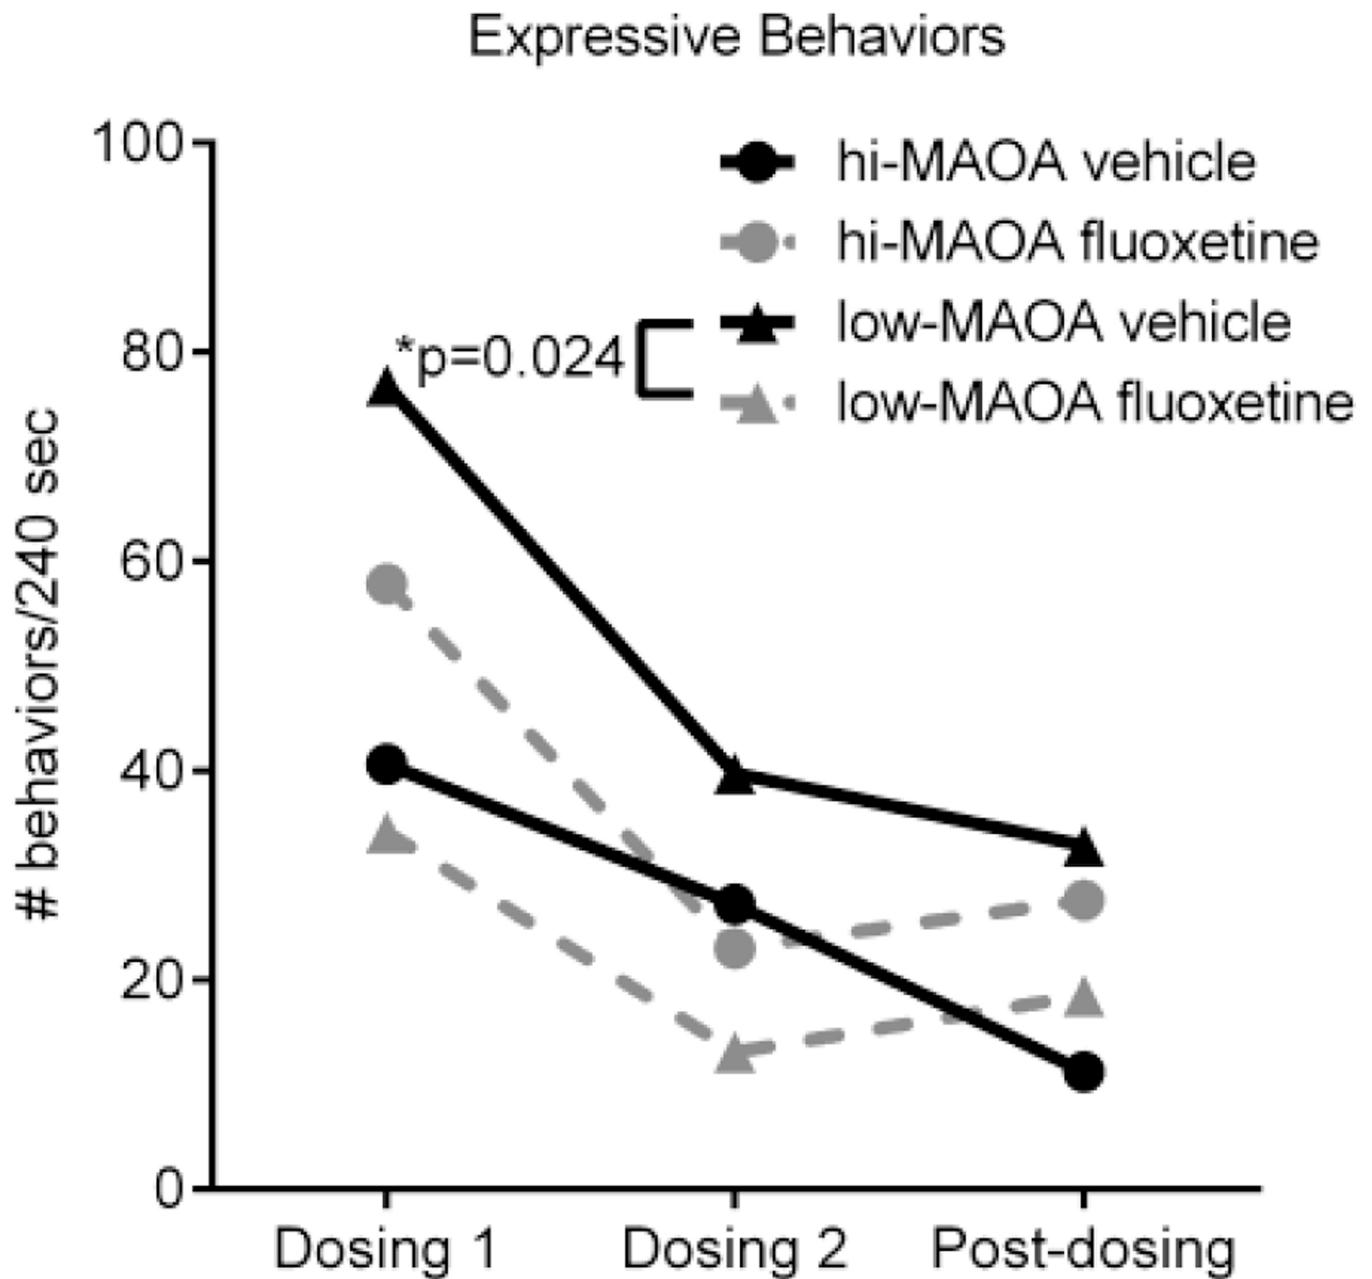 Expressive Behaviors
100
80
60
40
20
0
# behaviors/240 sec
hi-MAOA vehicle
hi-MAOA fluoxetine
low-MAOA vehicle
low-MAOA fluoxetine
*p=0.024
Dosing 1
Dosing 2
Post-dosing